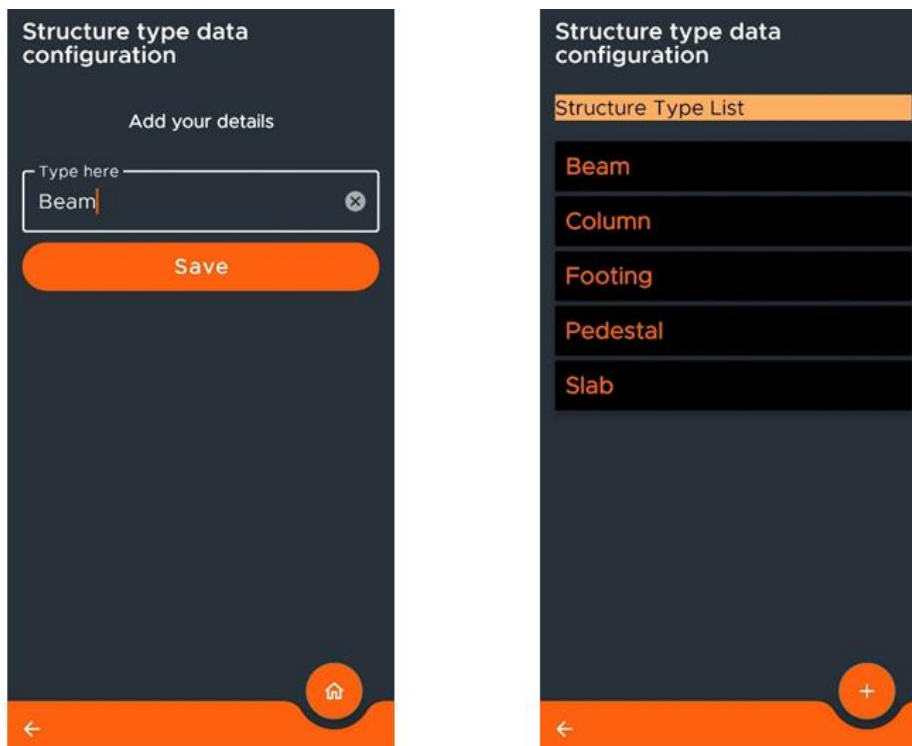 Structure type data
configuration
Add your details
Type here
Beam
Save
Structure type data
configuration
Structure Type List
Beam
Column
Footing
Pedestal
Slab